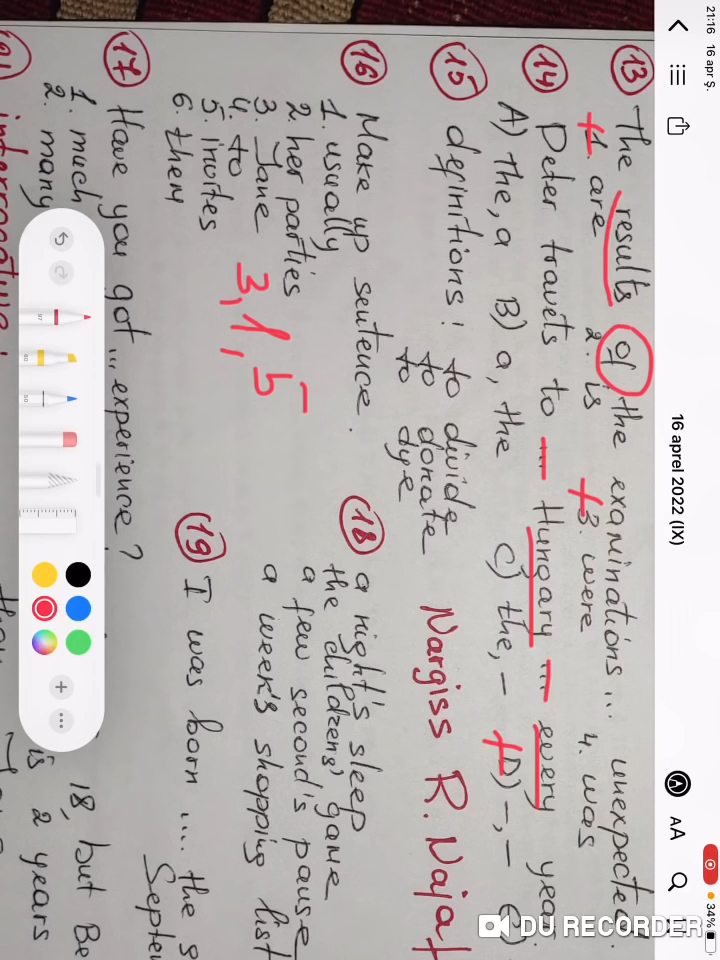 21:16 16 apr Ş.
16 aprel 2022 (IX)
AA
34%
13 The results of the examinations ... unexpected.
1. are 2. is 3. were 4. was
14 Peter travels to ... Hungary ... every year.
A) the, a B) a, the C) the, – D) –, –
15 definitions! to divide
to donate
to dye
Nargiss R. Najaf
16 Make up sentence.
1. usually
2. her parties
3. Jane
4. to
5. invites
6. them
3, 1, 5
17 Have you got ... experience?
1. much
2. many
18 a night's sleep
the childrens' game
a few second's pause
a week's shopping list
19 I was born ... the 8
Septem
18, but Be
is 2 years
DU RECORDER